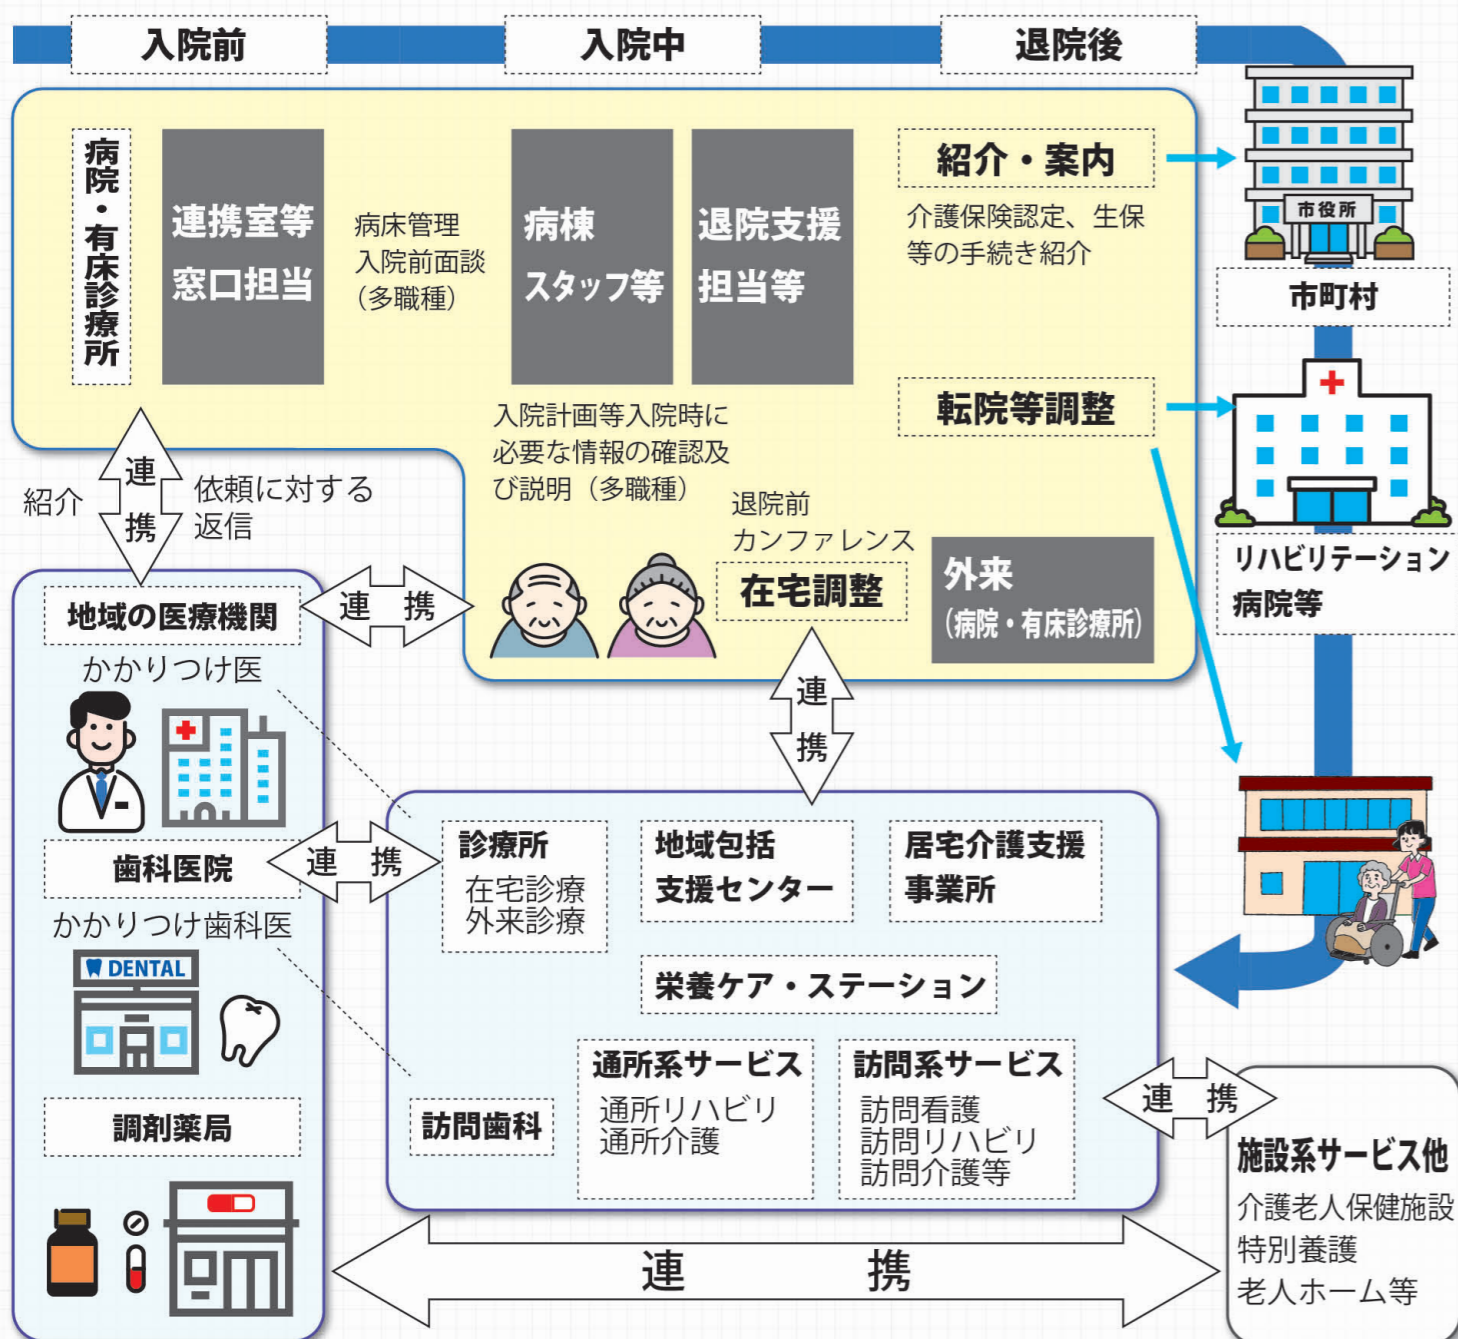 入院前
入院中
退院後
病院・有床診療所
連携室等
窓口担当
病床管理
入院前面談
（多職種）
病棟
スタッフ等
退院支援
担当等
紹介・案内
介護保険認定、生保
等の手続き紹介
市役所
市町村
入院計画等入院時に
必要な情報の確認及
び説明（多職種）
転院等調整
リハビリテーション
病院等
退院前
カンファレンス
在宅調整
外来
（病院・有床診療所）
紹介
連携
依頼に対する
返信
地域の医療機関
連　携
かかりつけ医
連携
歯科医院
連　携
かかりつけ歯科医
DENTAL
調剤薬局
診療所
在宅診療
外来診療
地域包括
支援センター
居宅介護支援
事業所
栄養ケア・ステーション
訪問歯科
通所系サービス
通所リハビリ
通所介護
訪問系サービス
訪問看護
訪問リハビリ
訪問介護等
連　携
施設系サービス他
介護老人保健施設
特別養護
老人ホーム等
連　携